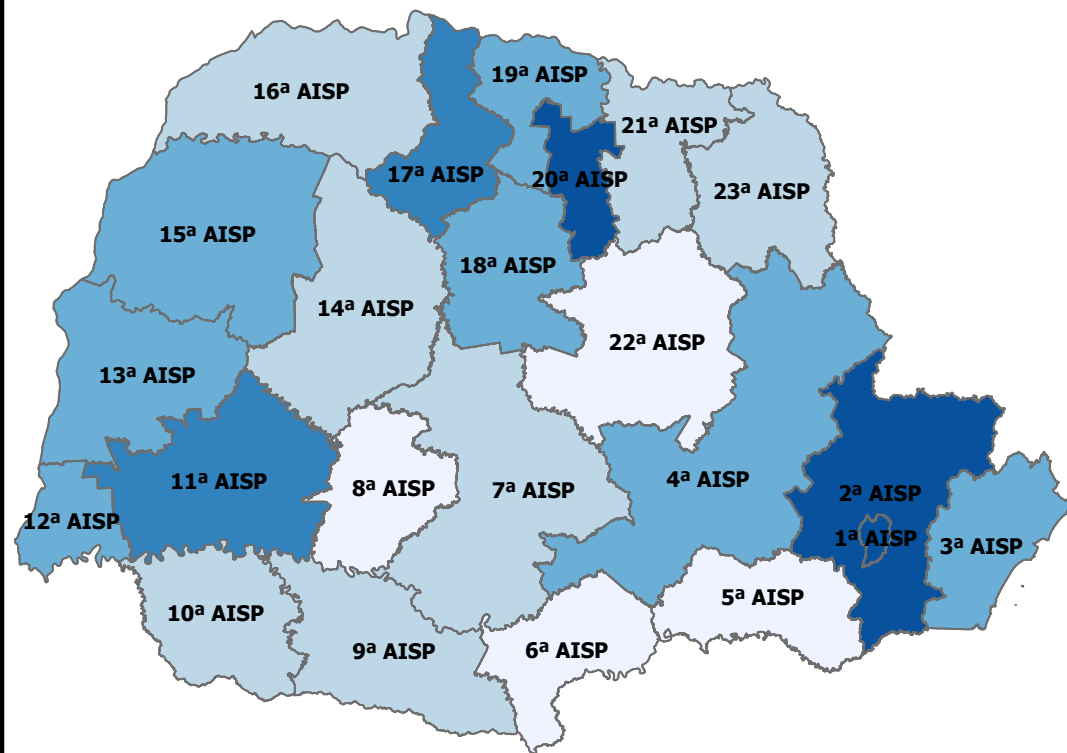 19ª AISP
16ª AISP
21ª AISP
17ª AISP
20ª AISP
23ª AISP
15ª AISP
18ª AISP
14ª AISP
22ª AISP
13ª AISP
11ª AISP
8ª AISP
7ª AISP
4ª AISP
2ª AISP
12ª AISP
1ª AISP
3ª AISP
5ª AISP
10ª AISP
9ª AISP
6ª AISP